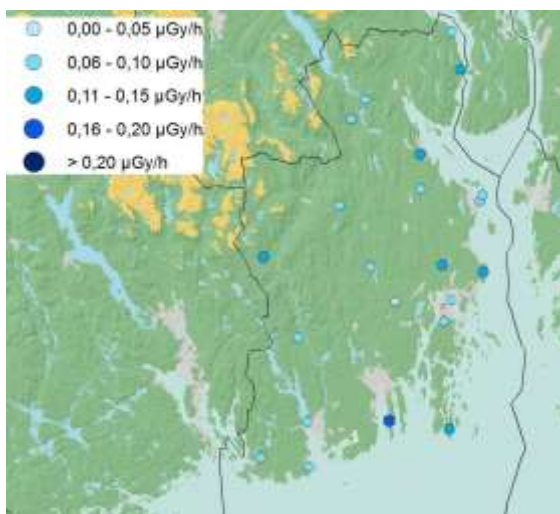 0,00 - 0,05 µGy/h
0,06 - 0,10 µGy/h
0,11 - 0,15 µGy/h
0,16 - 0,20 µGy/h
> 0,20 µGy/h